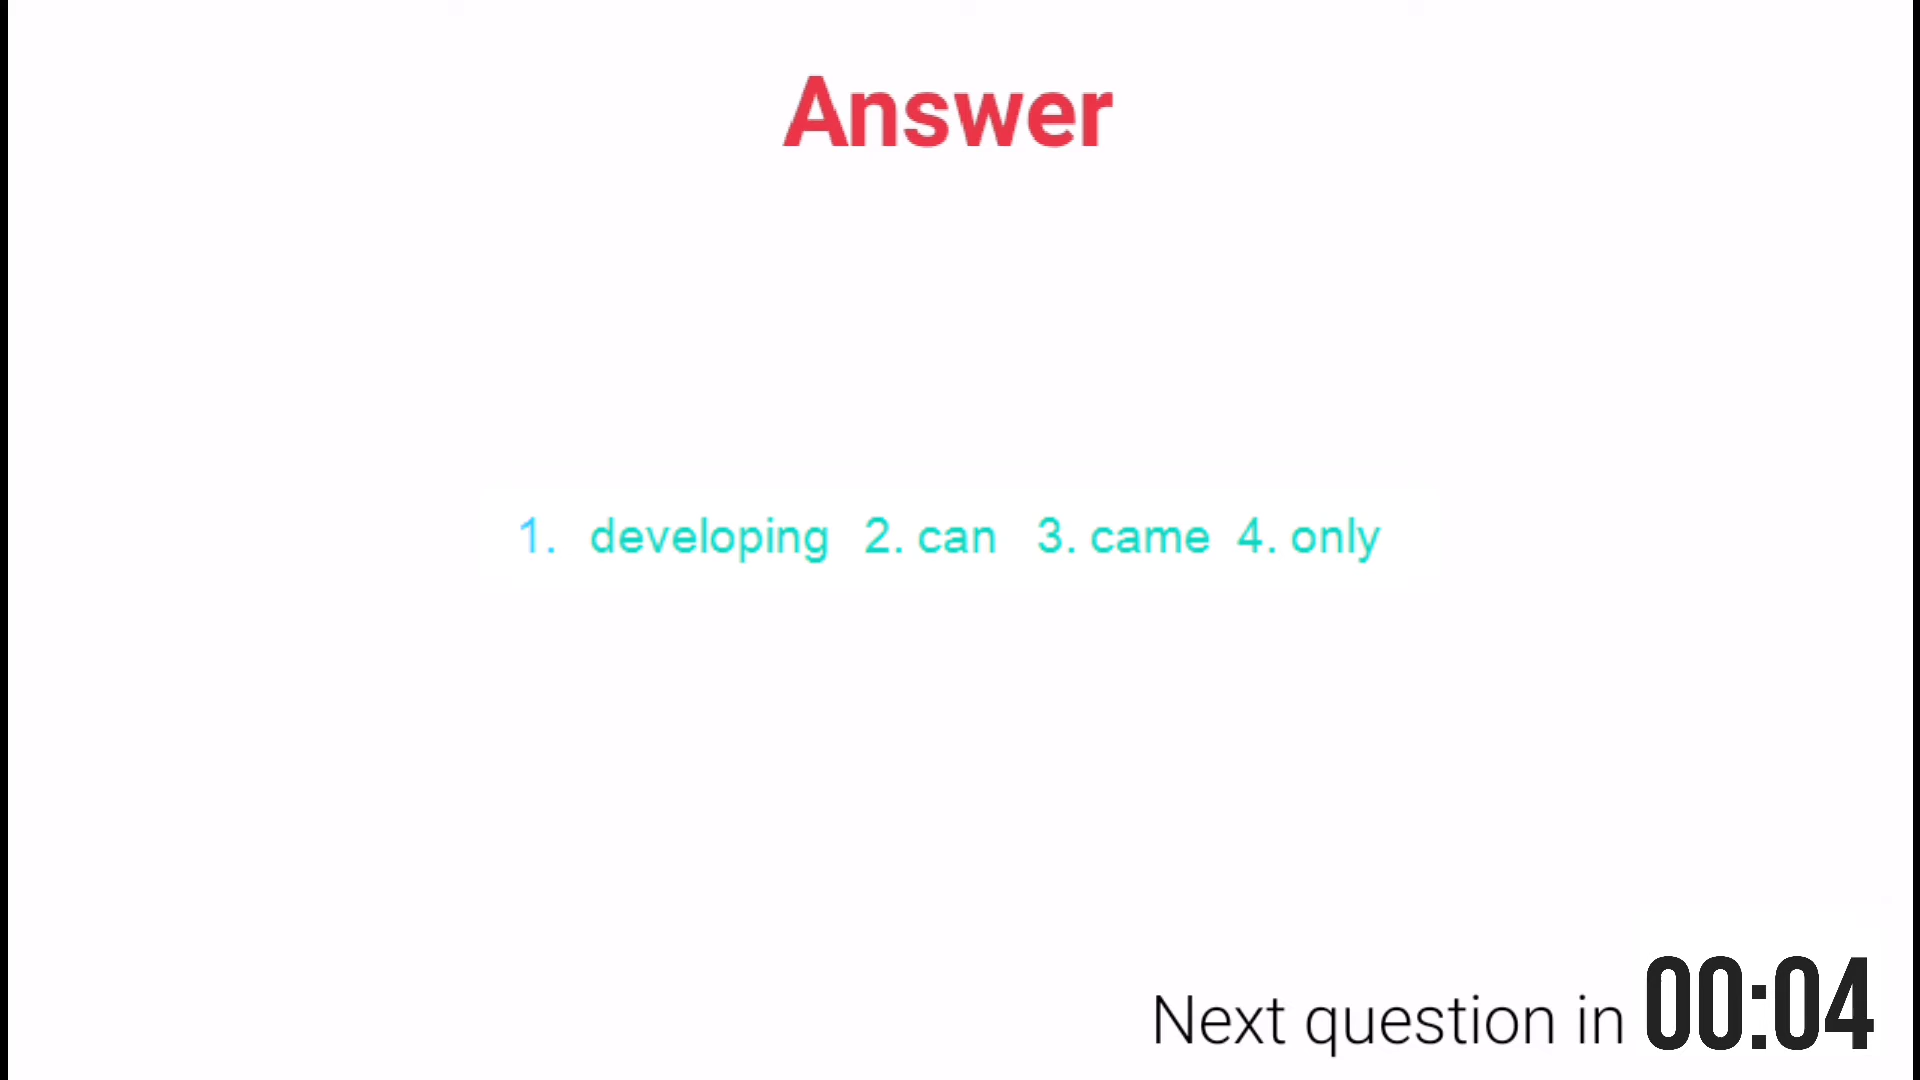 Answer
1. developing 2. can 3. came 4. only
Next question in 00:04